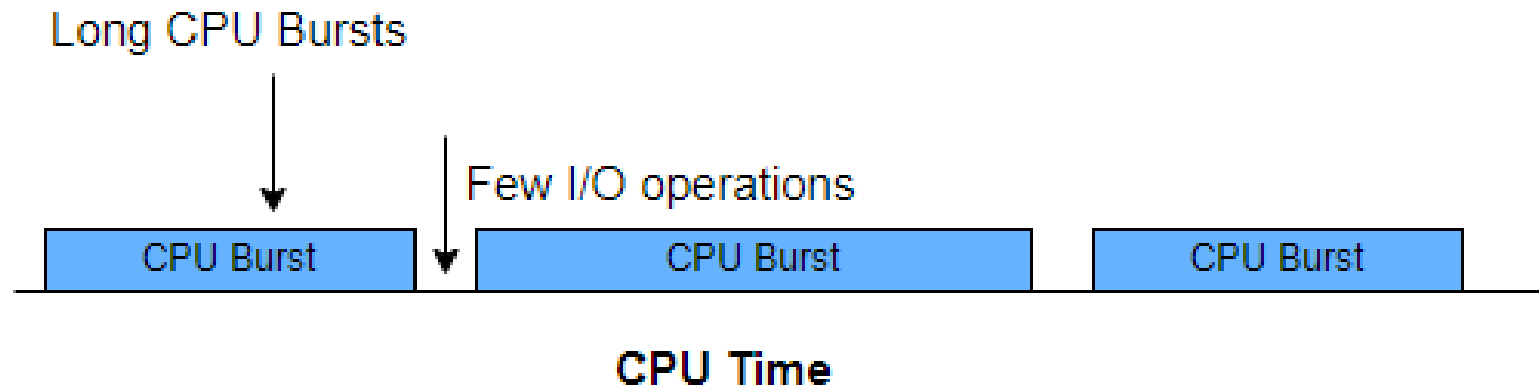 Long CPU Bursts
Few I/O operations
CPU Burst
CPU Burst
CPU Burst
CPU Time